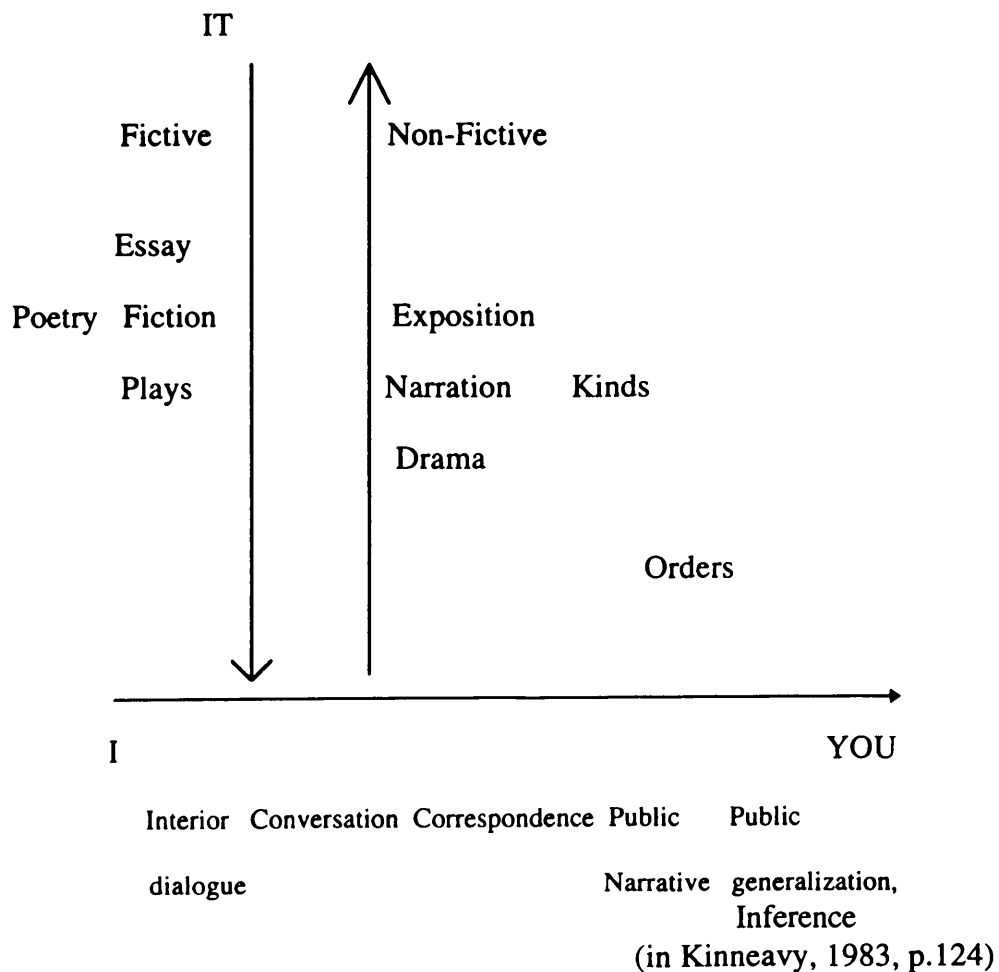 IT
Fictive Non-Fictive
Essay
Poetry Fiction Exposition
Plays Narration Kinds
Drama
Orders
I YOU
Interior Conversation Correspondence Public Public
dialogue Narrative generalization,
Inference
(in Kinneavy, 1983, p.124)